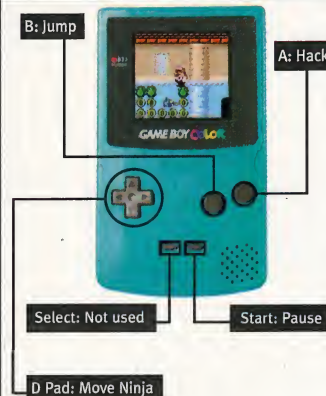 B: Jump
A: Hack
GAME BOY COLOR
Select: Not used
Start: Pause
D Pad: Move Ninja